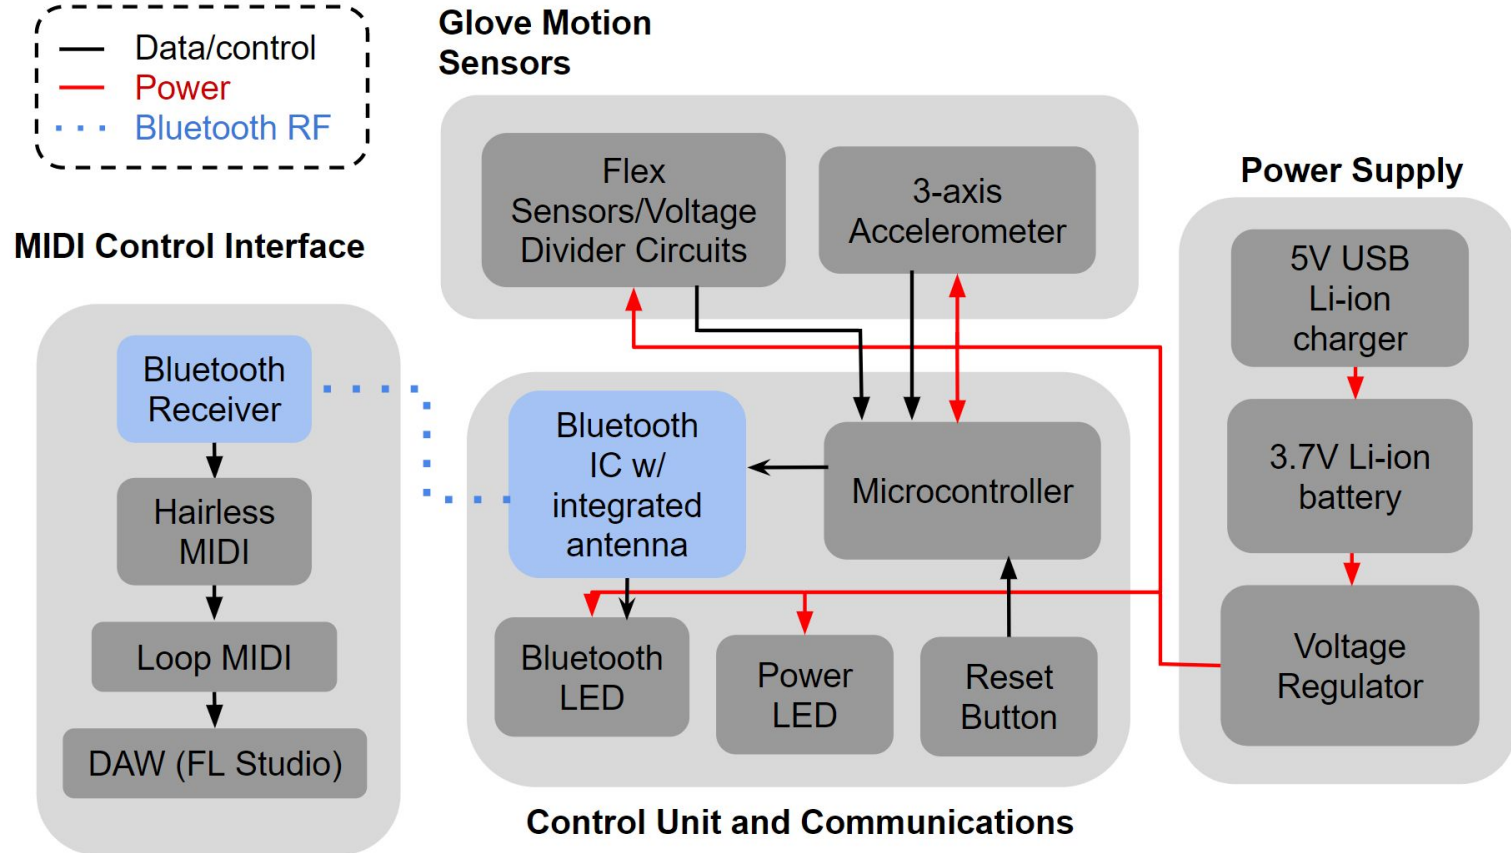 Data/control
Power
Bluetooth RF
Glove Motion
Sensors
Flex
Sensors/Voltage
Divider Circuits
3-axis
Accelerometer
Power Supply
5V USB
Li-ion
charger
3.7V Li-ion
battery
Voltage
Regulator
MIDI Control Interface
Bluetooth
Receiver
Hairless
MIDI
Loop MIDI
DAW (FL Studio)
Bluetooth
IC w/
integrated
antenna
Microcontroller
Bluetooth
LED
Power
LED
Reset
Button
Control Unit and Communications